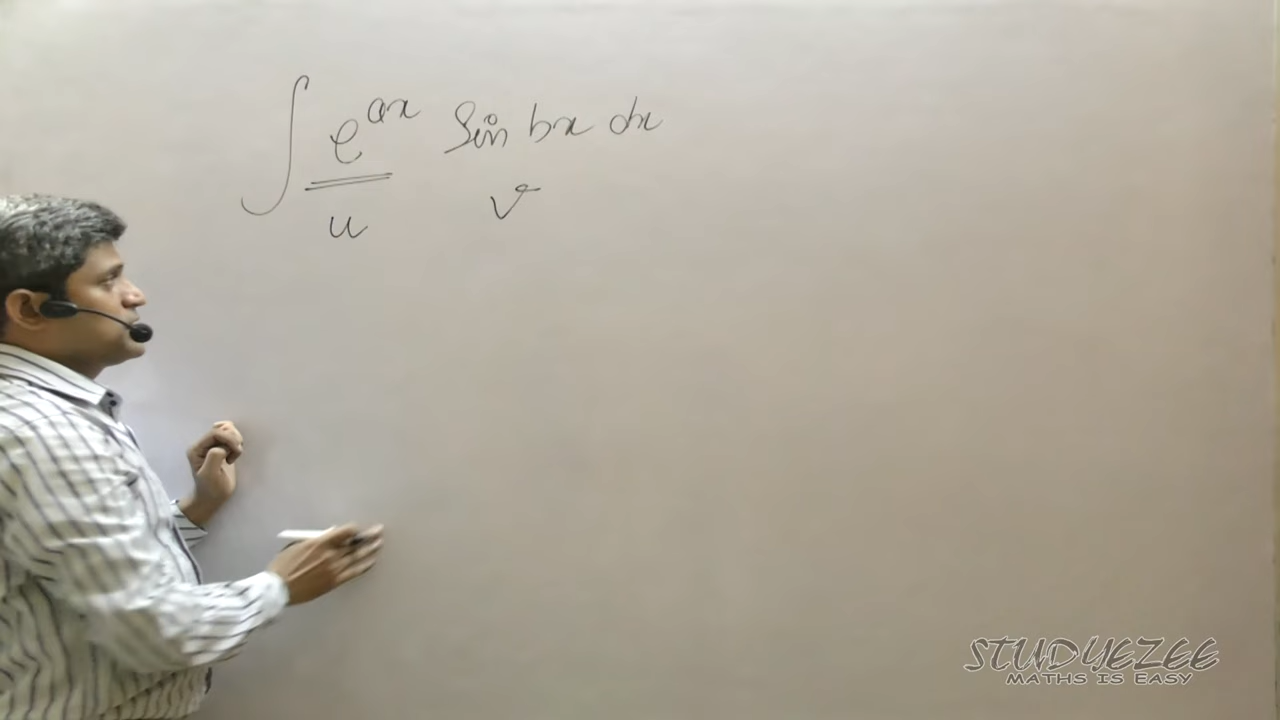 ∫ e^{ax} Sin bx dx
u v
STUDYEZEE
MATHS IS EASY